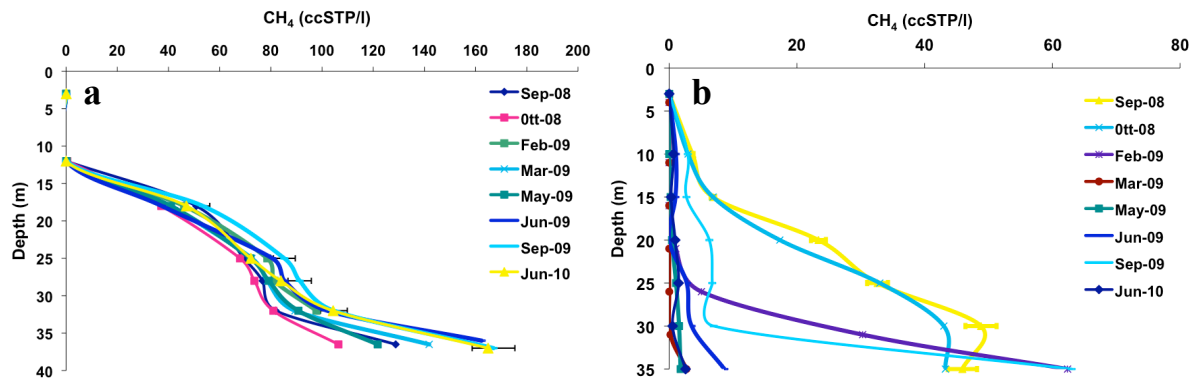 CH₄ (ccSTP/l)
0 20 40 60 80 100 120 140 160 180 200
0
5
10
15
20
25
30
35
40
Depth (m)
a
Sep-08
0tt-08
Feb-09
Mar-09
May-09
Jun-09
Sep-09
Jun-10
CH₄ (ccSTP/l)
0 20 40 60 80
0
5
10
15
20
25
30
35
Depth (m)
b
Sep-08
0tt-08
Feb-09
Mar-09
May-09
Jun-09
Sep-09
Jun-10